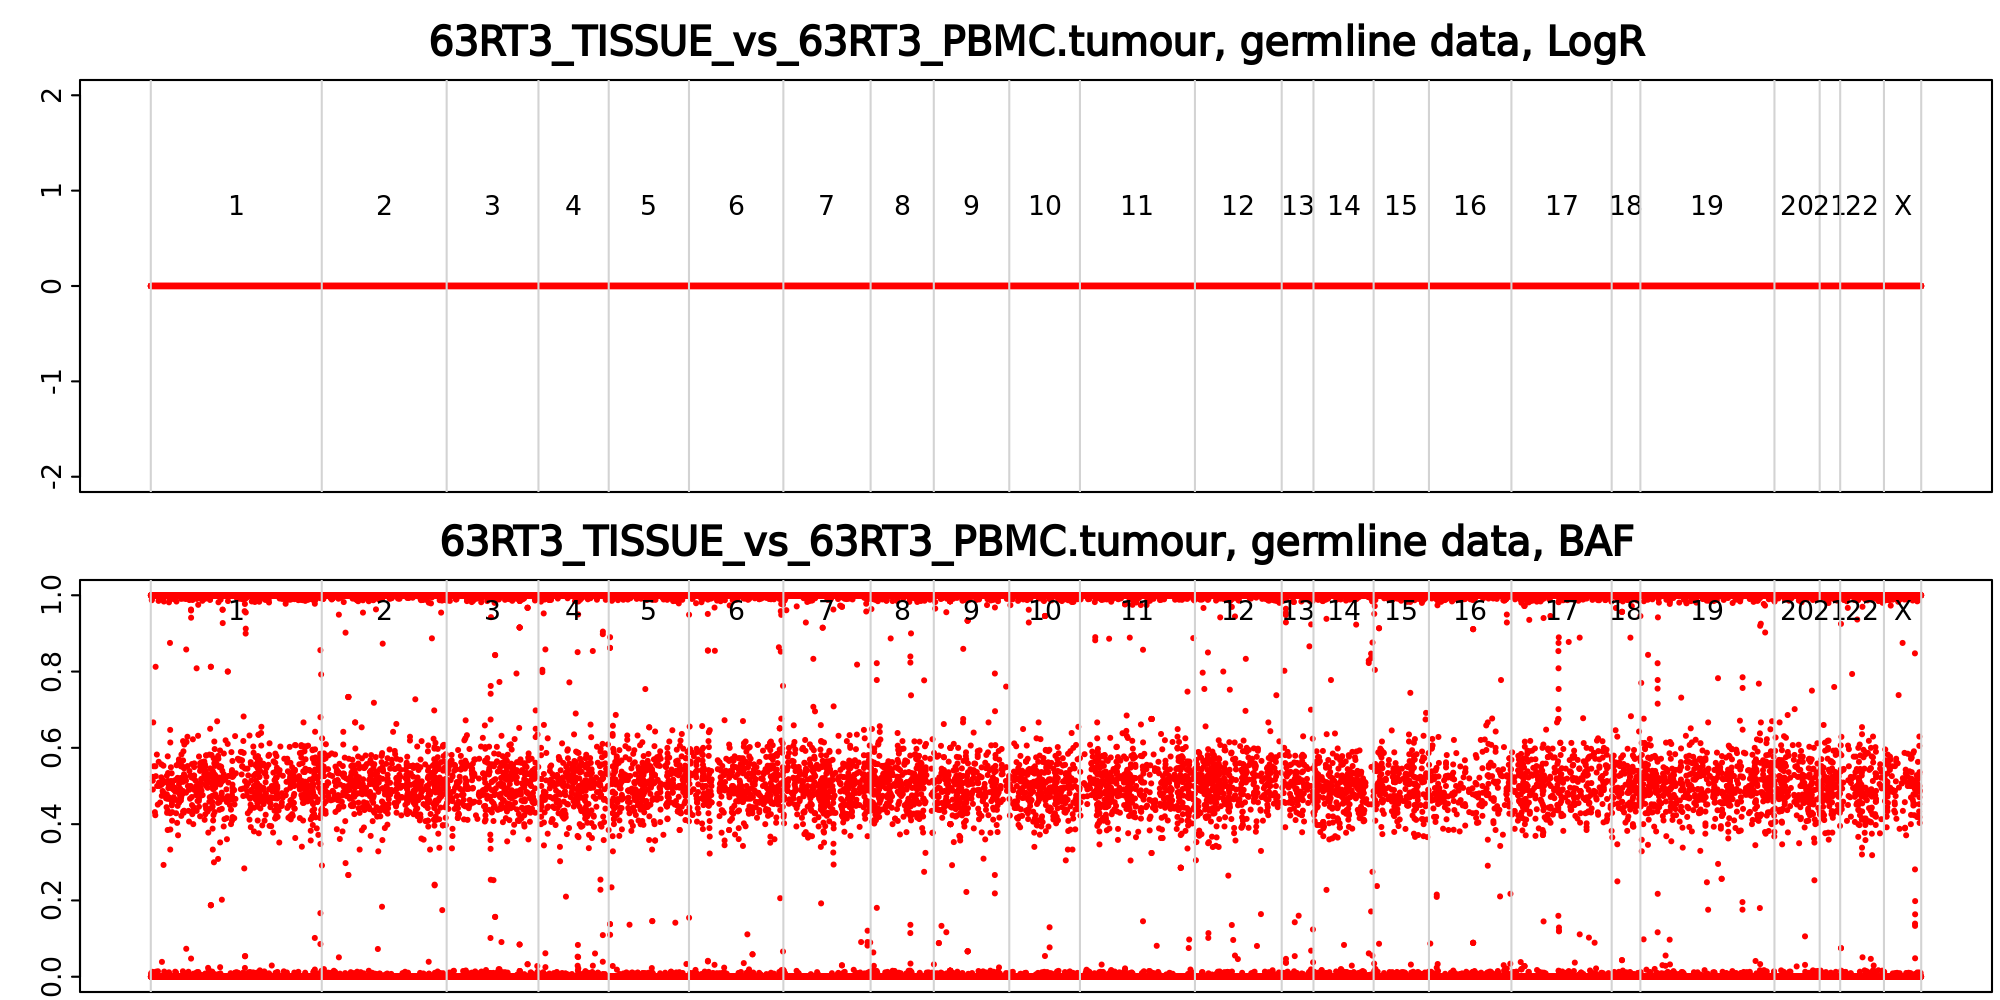 63RT3_TISSUE_vs_63RT3_PBMC.tumour, germline data, LogR
2
1
0
-1
-2
1 2 3 4 5 6 7 8 9 10 11 12 13 14 15 16 17 18 19 20 21 22 X
63RT3_TISSUE_vs_63RT3_PBMC.tumour, germline data, BAF
1.0
0.8
0.6
0.4
0.2
0.0
1 2 3 4 5 6 7 8 9 10 11 12 13 14 15 16 17 18 19 20 21 22 X